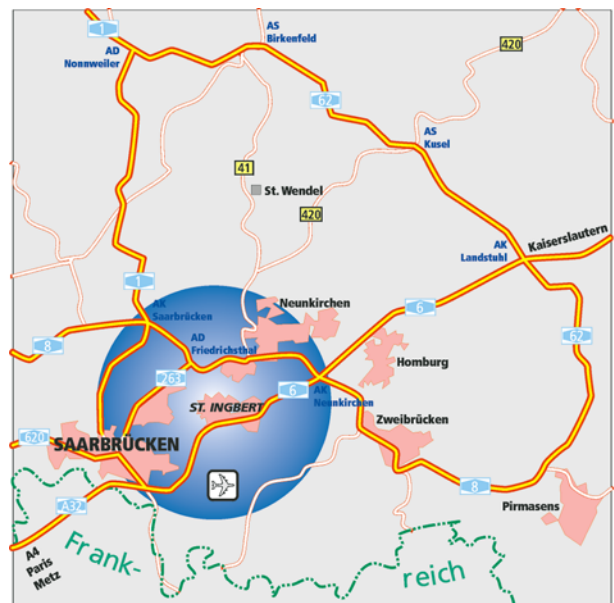 1
AS
Birkenfeld
AD
Nonnweiler
420
62
AS
Kusel
41
St. Wendel
420
Kaiserslautern
AK
Landstuhl
1
AK
Saarbrücken
Neunkirchen
6
8
AD
Friedrichsthal
62
Homburg
263
6
ST. INGBERT
AK
Neunkirchen
Zweibrücken
620
SAARBRÜCKEN
8
A32
Pirmasens
A4
Paris
Metz
Frank-
reich